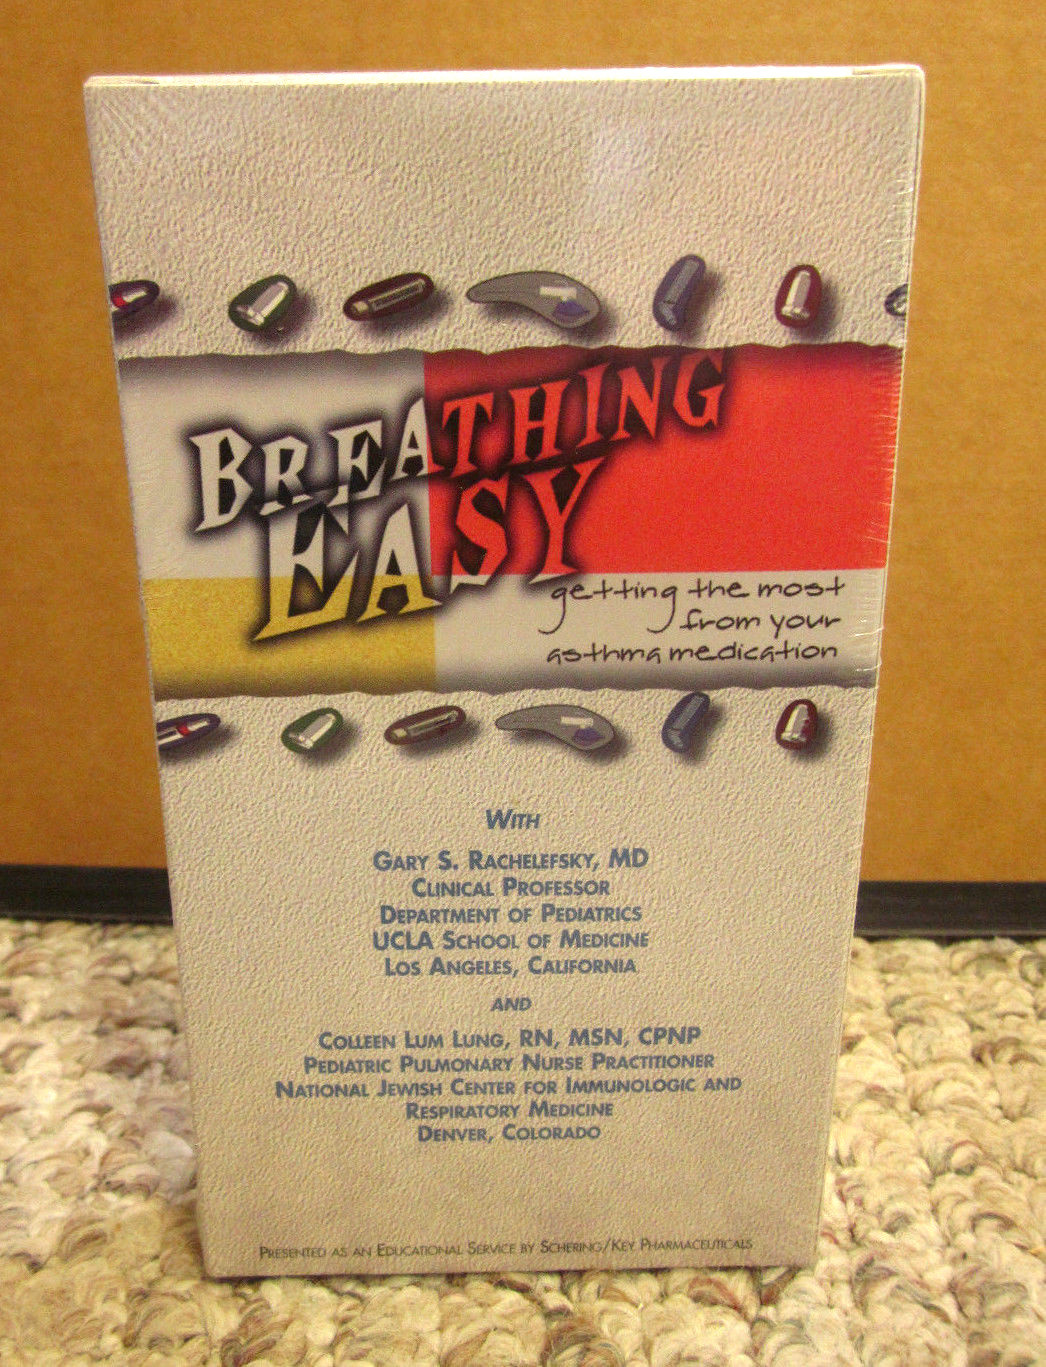 BREATHING
EASY
getting the most
from your
asthma medication
WITH
GARY S. RACHELEFSKY, MD
CLINICAL PROFESSOR
DEPARTMENT OF PEDIATRICS
UCLA SCHOOL OF MEDICINE
LOS ANGELES, CALIFORNIA
AND
COLLEEN LUM LUNG, RN, MSN, CPNP
PEDIATRIC PULMONARY NURSE PRACTITIONER
NATIONAL JEWISH CENTER FOR IMMUNOLOGIC AND
RESPIRATORY MEDICINE
DENVER, COLORADO
PRESENTED AS AN EDUCATIONAL SERVICE BY SCHERING/KEY PHARMACEUTICALS